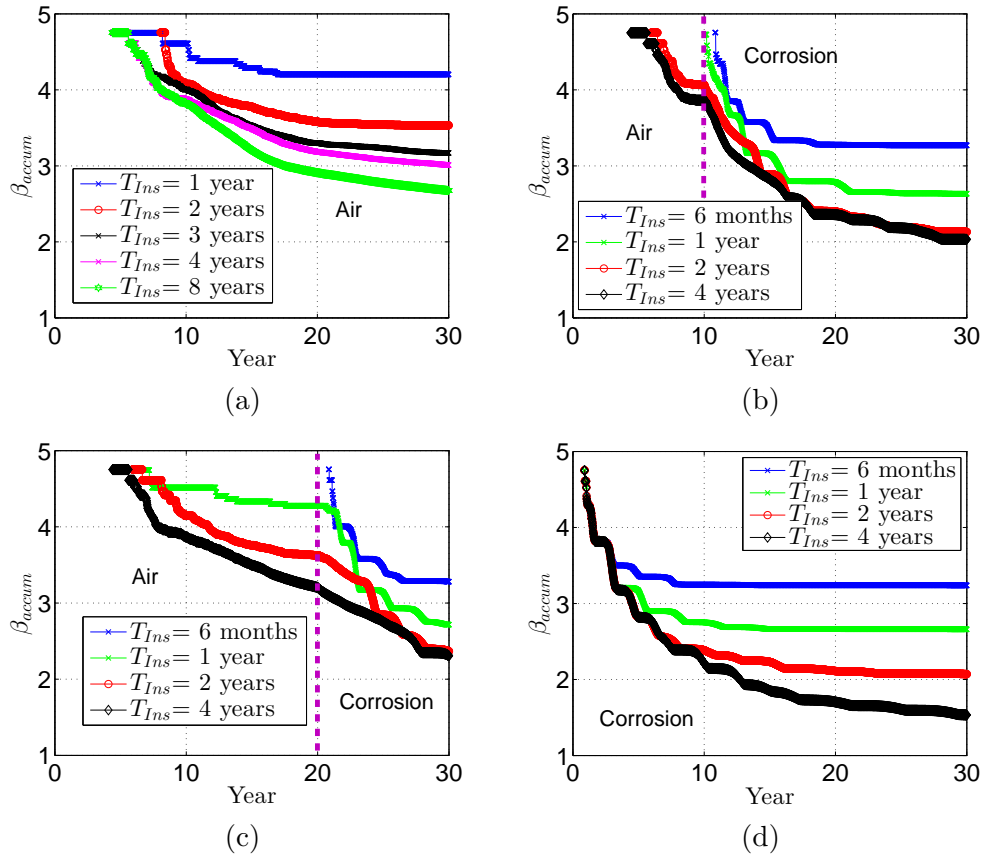 5
4
3
2
1
β_accum
T_Ins= 1 year
T_Ins= 2 years
T_Ins= 3 years
T_Ins= 4 years
T_Ins= 8 years
Air
0 10 20 30
Year
(a)
5
4
3
2
1
β_accum
Corrosion
Air
T_Ins= 6 months
T_Ins= 1 year
T_Ins= 2 years
T_Ins= 4 years
0 10 20 30
Year
(b)
5
4
3
2
1
β_accum
Air
T_Ins= 6 months
T_Ins= 1 year
T_Ins= 2 years
T_Ins= 4 years
Corrosion
0 10 20 30
Year
(c)
5
4
3
2
1
β_accum
T_Ins= 6 months
T_Ins= 1 year
T_Ins= 2 years
T_Ins= 4 years
Corrosion
0 10 20 30
Year
(d)